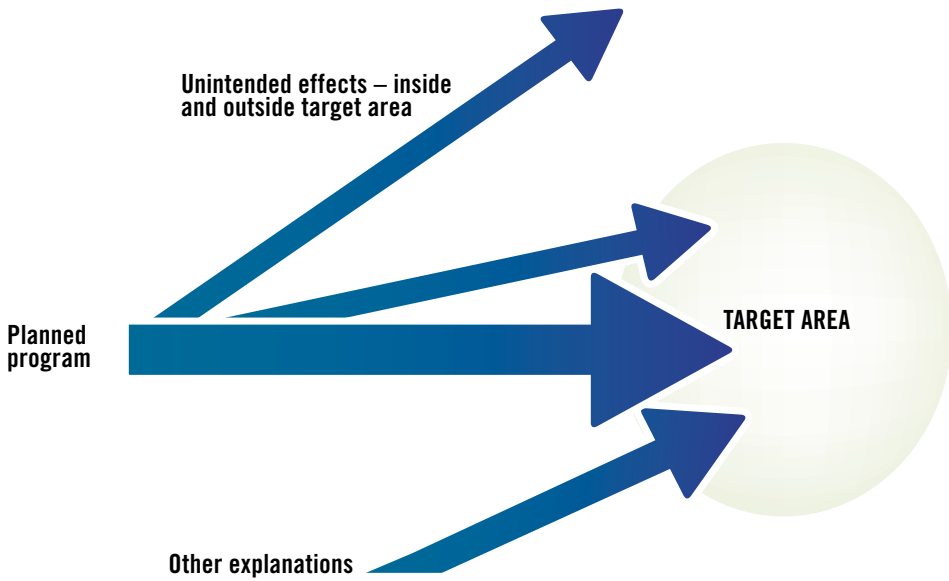 Unintended effects – inside
and outside target area
TARGET AREA
Planned
program
Other explanations